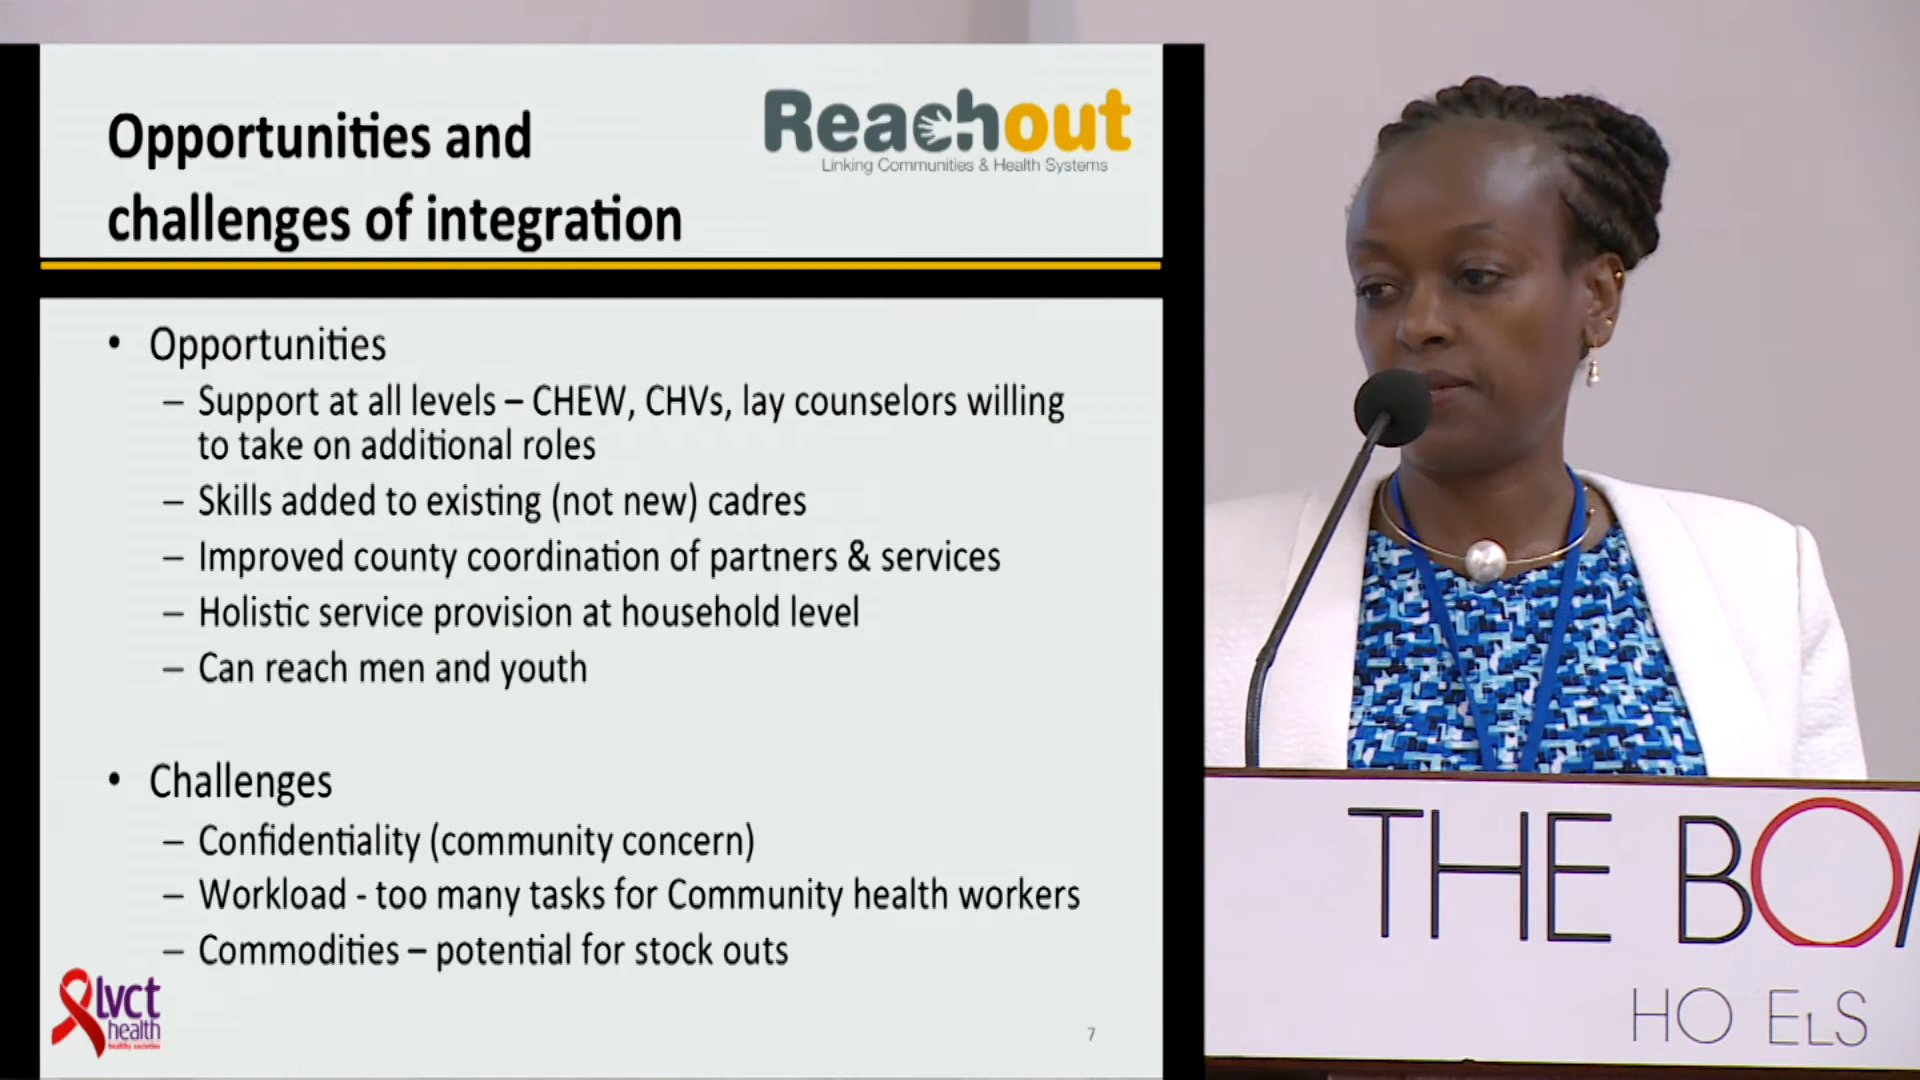 Opportunities and
challenges of integration
Reachout
Linking Communities & Health Systems
• Opportunities
– Support at all levels – CHEW, CHVs, lay counselors willing
to take on additional roles
– Skills added to existing (not new) cadres
– Improved county coordination of partners & services
– Holistic service provision at household level
– Can reach men and youth
• Challenges
– Confidentiality (community concern)
– Workload - too many tasks for Community health workers
– Commodities – potential for stock outs
lvct
health
healthy societies
7
THE BO
HO ELS